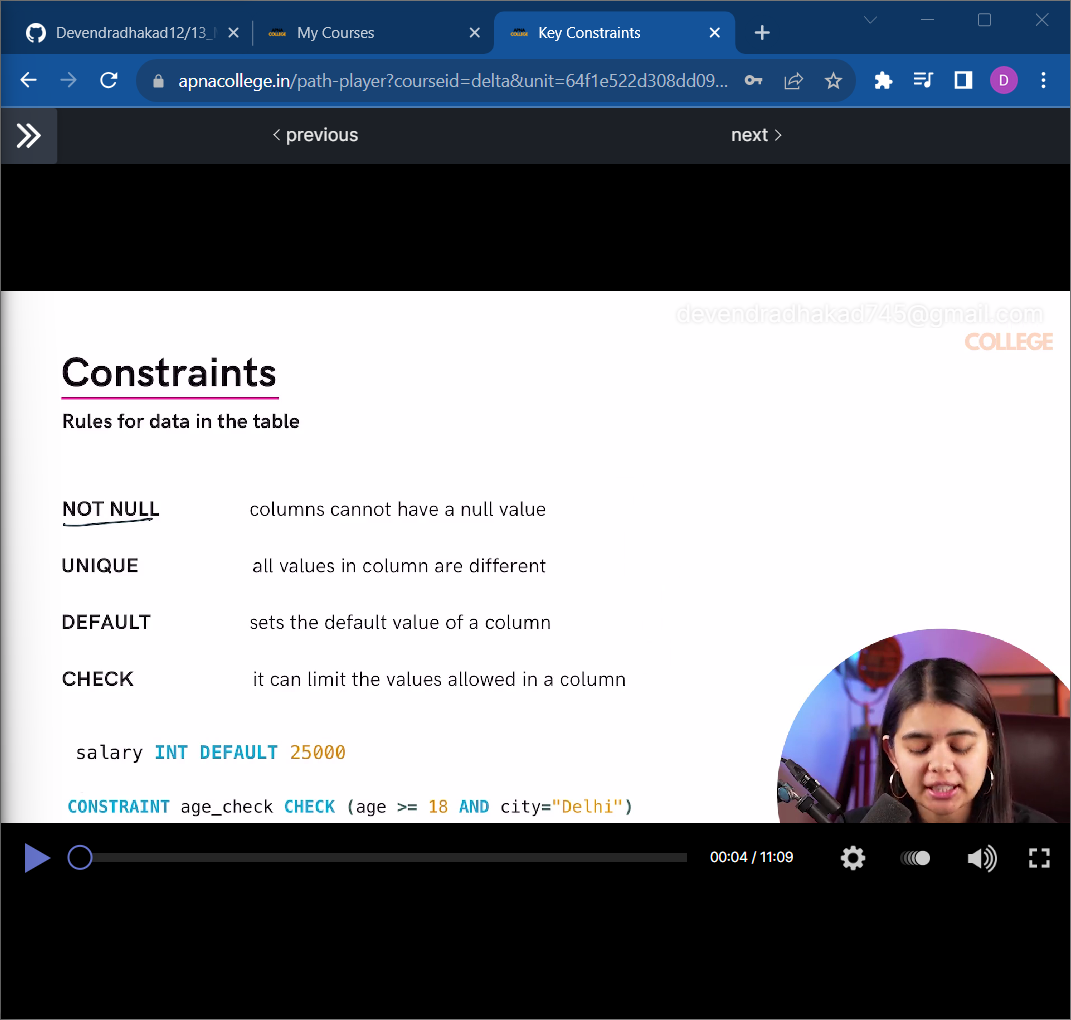 Devendradhakad12/13_
My Courses
Key Constraints
apnacollege.in/path-player?courseid=delta&unit=64f1e522d308dd09...
D
previous
next
devendradhakad745@gmail.com
COLLEGE
Constraints
Rules for data in the table
NOT NULL columns cannot have a null value
UNIQUE all values in column are different
DEFAULT sets the default value of a column
CHECK it can limit the values allowed in a column
salary INT DEFAULT 25000
CONSTRAINT age_check CHECK (age >= 18 AND city="Delhi")
00:04 / 11:09